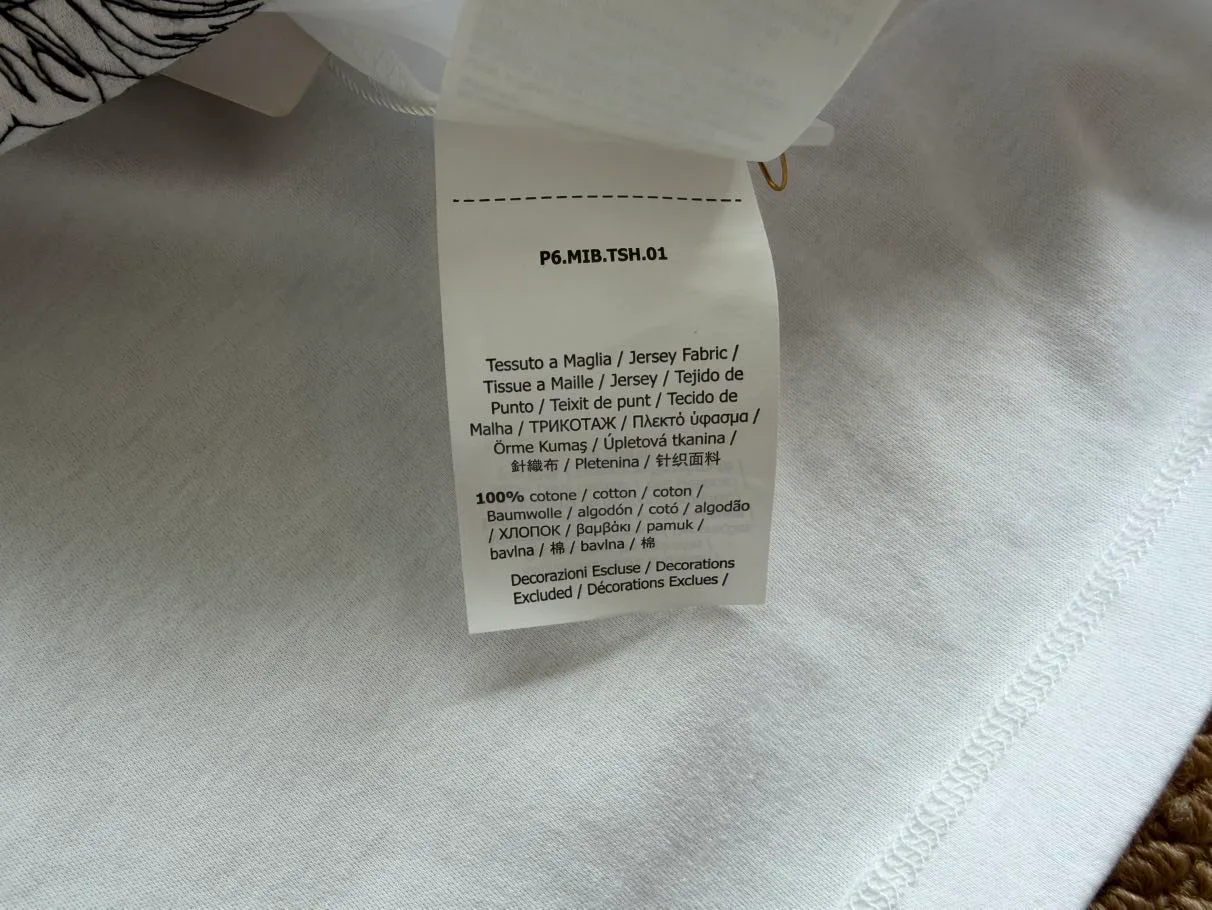 P6.MIB.TSH.01
Tessuto a Maglia / Jersey Fabric /
Tissue a Maille / Jersey / Tejido de
Punto / Teixit de punt / Tecido de
Malha / ТРИКОТАЖ / Πλεκτό ύφασμα /
Örme Kumaş / Úpletová tkanina /
針織布 / Pletenina / 针织面料
100% cotone / cotton / coton /
Baumwolle / algodón / cotó / algodão
/ ХЛОПОК / βαμβάκι / pamuk /
bavlna / 棉 / bavlna / 棉
Decorazioni Escluse / Decorations
Excluded / Décorations Exclues /